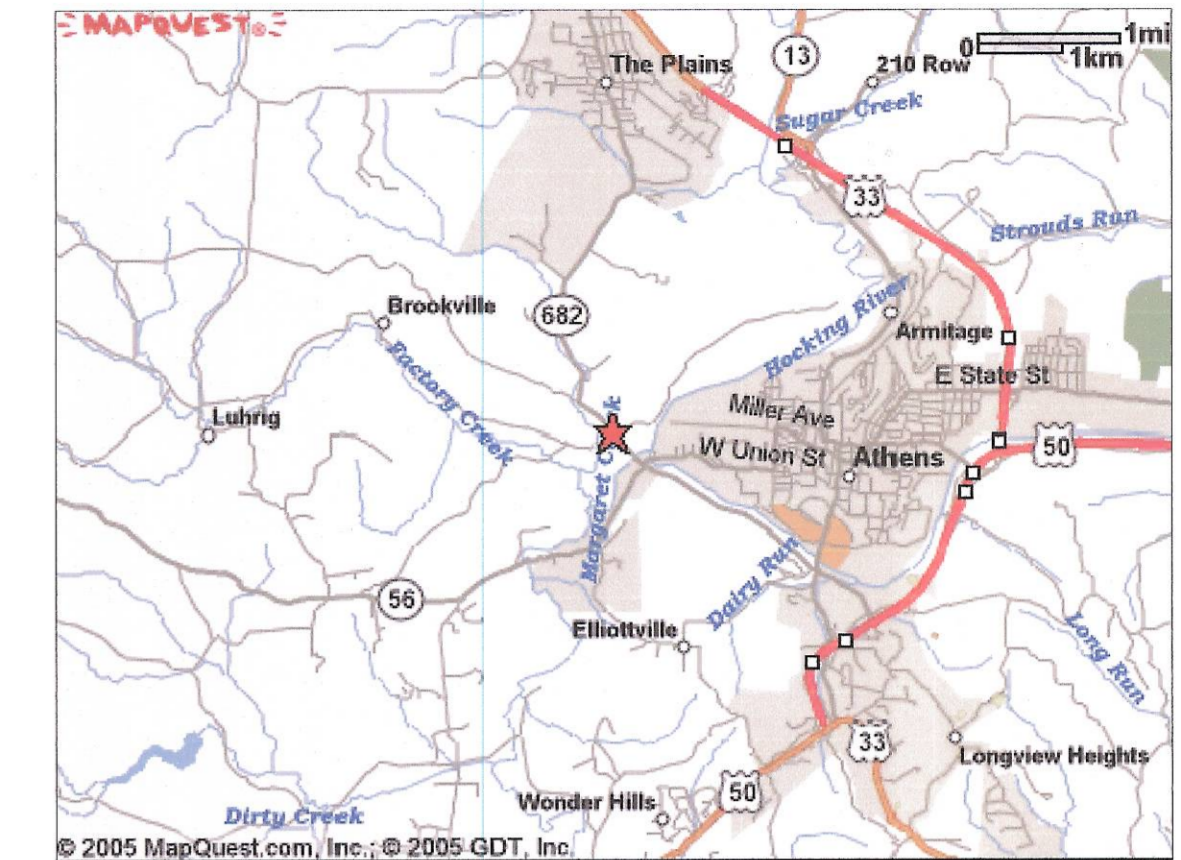 MAPQUEST®
1mi
0
1km
The Plains
13
210 Row
Sugar Creek
33
Strouds Run
Brookville
682
Hocking River
Armitage
Factory Creek
E State St
Miller Ave
Luhrig
W Union St
Athens
50
Margaret
Dairy Run
56
Elliottville
Long Run
33
Longview Heights
50
Wonder Hills
Dirty Creek
© 2005 MapQuest.com, Inc.; © 2005 GDT, Inc.